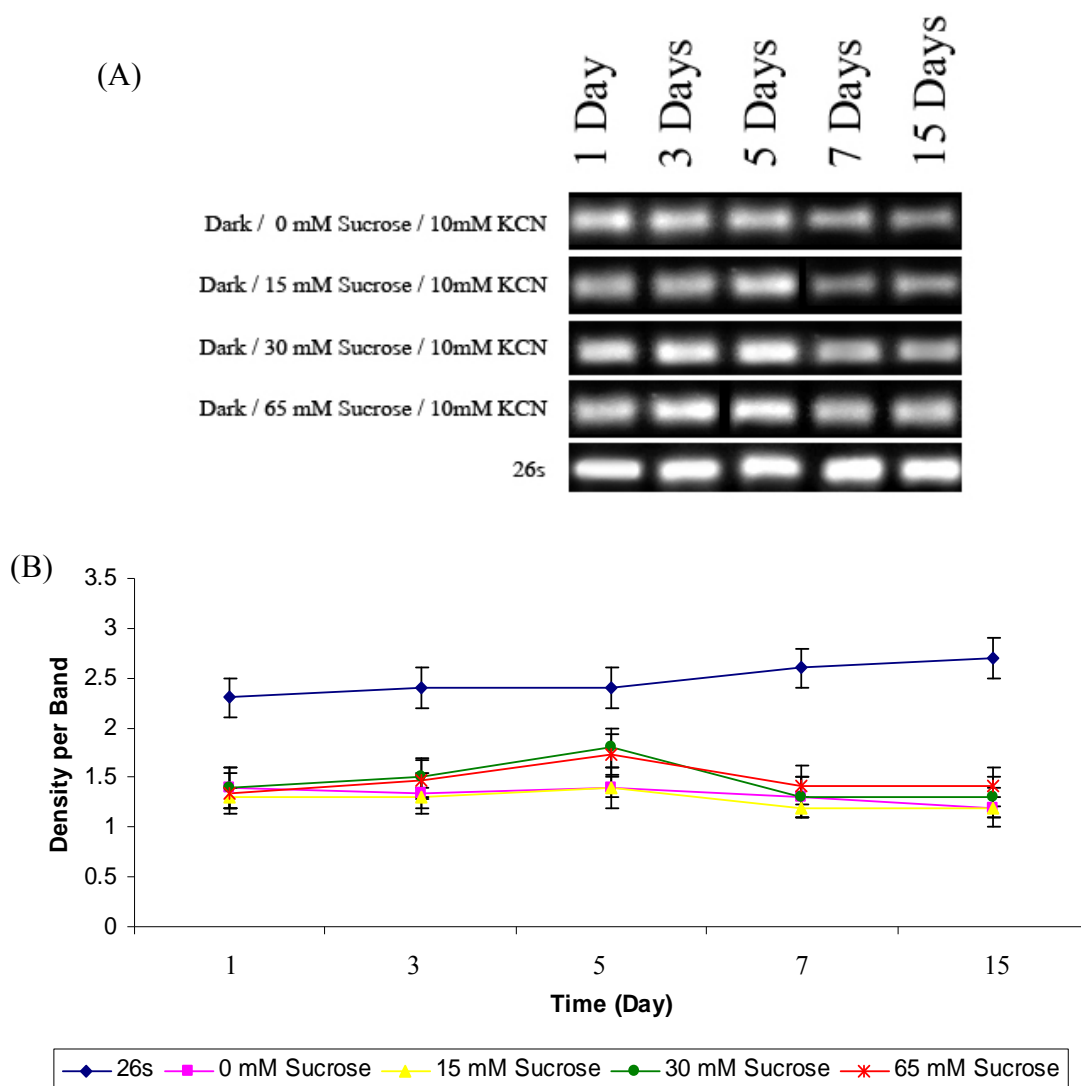 (A)
1 Day
3 Days
5 Days
7 Days
15 Days
Dark / 0 mM Sucrose / 10mM KCN
Dark / 15 mM Sucrose / 10mM KCN
Dark / 30 mM Sucrose / 10mM KCN
Dark / 65 mM Sucrose / 10mM KCN
26s
(B)
Density per Band
3.5
3
2.5
2
1.5
1
0.5
0
1 3 5 7 15
Time (Day)
26s 0 mM Sucrose 15 mM Sucrose 30 mM Sucrose 65 mM Sucrose